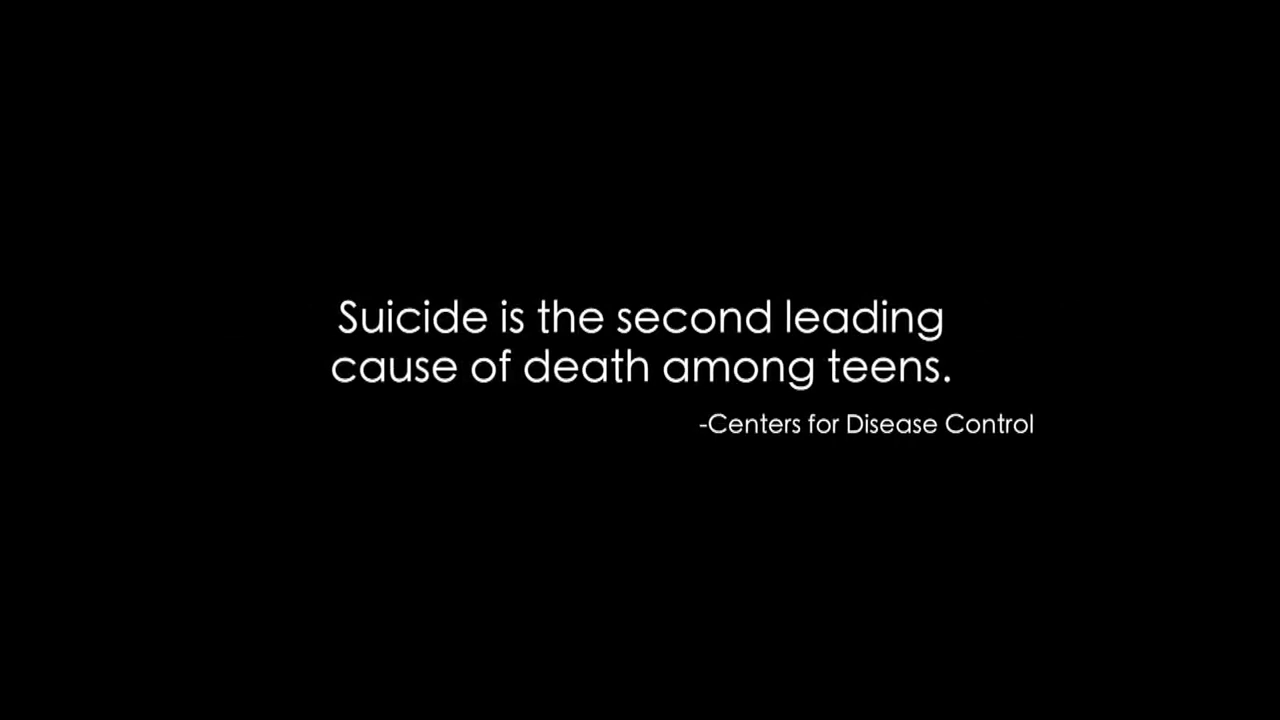 Suicide is the second leading
cause of death among teens.
-Centers for Disease Control